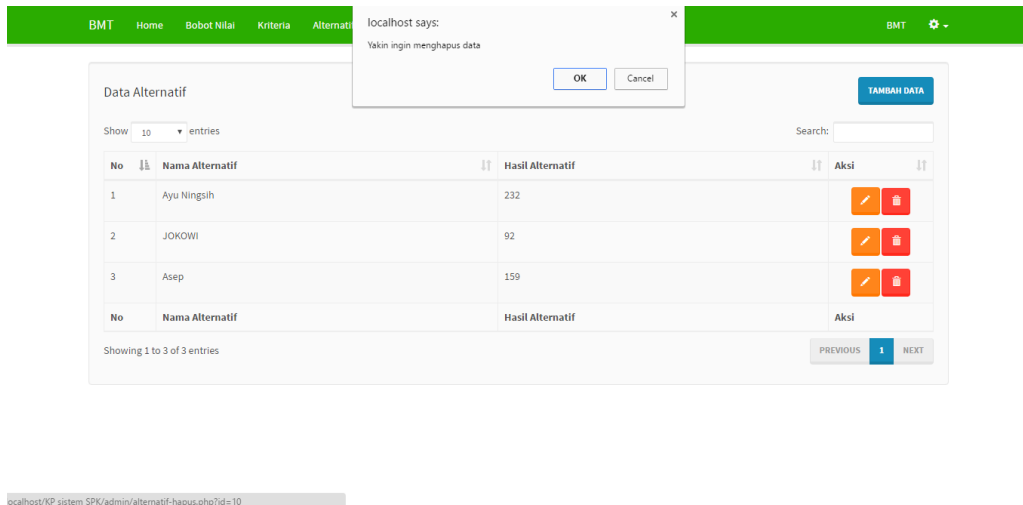 BMT Home Bobot Nilai Kriteria Alternatif BMT
localhost says:
Yakin ingin menghapus data
OK Cancel
Data Alternatif TAMBAH DATA
Show 10 entries Search:
No Nama Alternatif Hasil Alternatif Aksi
1 Ayu Ningsih 232
2 JOKOWI 92
3 Asep 159
No Nama Alternatif Hasil Alternatif Aksi
Showing 1 to 3 of 3 entries PREVIOUS 1 NEXT
ocalhost/KP sistem SPK/admin/alternatif-hapus.php?id=10